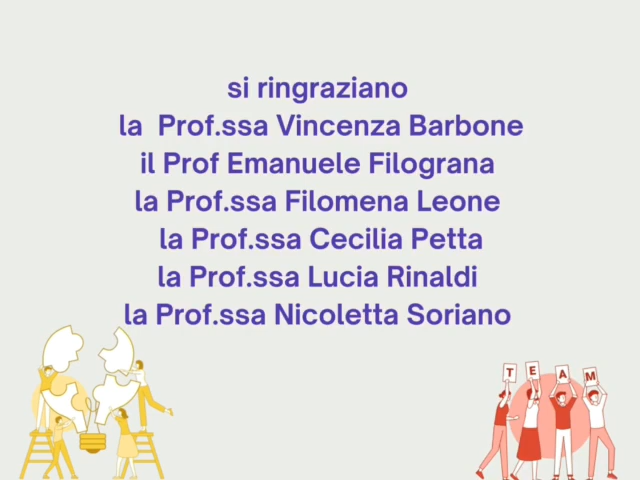 si ringraziano
la Prof.ssa Vincenza Barbone
il Prof Emanuele Filograna
la Prof.ssa Filomena Leone
la Prof.ssa Cecilia Petta
la Prof.ssa Lucia Rinaldi
la Prof.ssa Nicoletta Soriano
T E A M